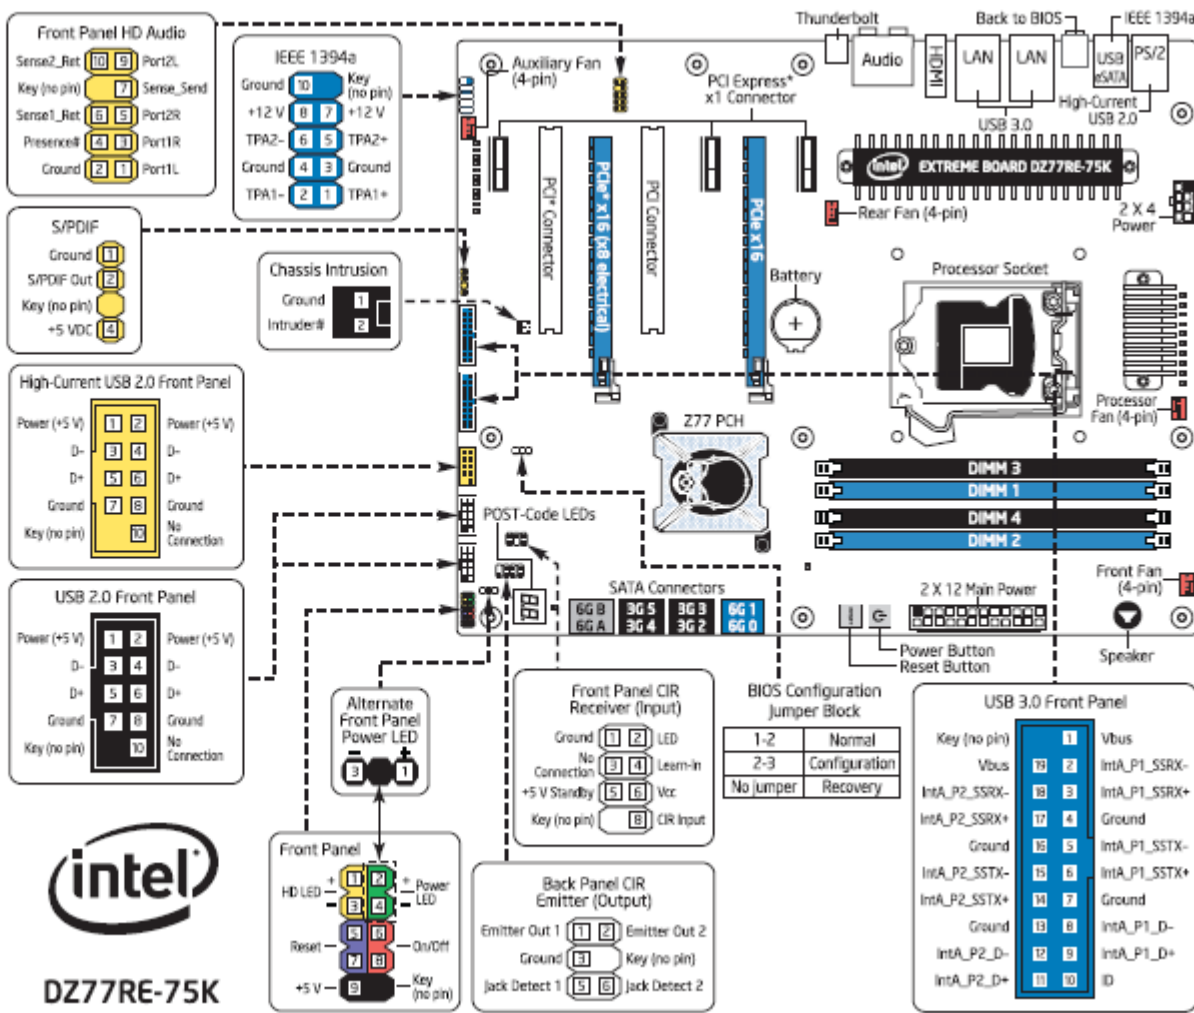 Front Panel HD Audio
Sense2_Ret 10 9 Port2L
Key (no pin) 7 Sense_Send
Sense1_Ret 6 5 Port2R
Presence# 4 3 Port1R
Ground 2 1 Port1L
IEEE 1394a
Ground 10 Key (no pin)
+12 V 8 7 +12 V
TPA2- 6 5 TPA2+
Ground 4 3 Ground
TPA1- 2 1 TPA1+
S/PDIF
Ground 1
S/PDIF Out 2
Key (no pin)
+5 VDC 4
Chassis Intrusion
Ground 1
Intruder# 2
High-Current USB 2.0 Front Panel
Power (+5 V) 1 2 Power (+5 V)
D- 3 4 D-
D+ 5 6 D+
Ground 7 8 Ground
Key (no pin) 10 No Connection
USB 2.0 Front Panel
Power (+5 V) 1 2 Power (+5 V)
D- 3 4 D-
D+ 5 6 D+
Ground 7 8 Ground
Key (no pin) 10 No Connection
Auxiliary Fan
(4-pin)
PCI Express*
x1 Connector
Thunderbolt
Audio
HDMI
LAN
LAN
Back to BIOS
IEEE 1394a
USB
eSATA
PS/2
High-Current
USB 2.0
USB 3.0
PCI* Connector
PCIe* x16 (x8 electrical)
PCI Connector
PCIe x16
intel EXTREME BOARD DZ77RE-75K
Rear Fan (4-pin)
2 X 4
Power
Battery
Processor Socket
Processor
Fan (4-pin)
Z77 PCH
DIMM 3
DIMM 1
DIMM 4
DIMM 2
POST-Code LEDs
SATA Connectors
6G B 3G 5 3G 3 6G 1
6G A 3G 4 3G 2 6G 0
2 X 12 Main Power
Front Fan
(4-pin)
Power Button
Reset Button
Speaker
Alternate
Front Panel
Power LED
- +
3 1
Front Panel
HD LED + 1 2 + Power LED
- 3 4 -
Reset 5 6 On/Off
7 8
+5 V 9 Key (no pin)
Front Panel CIR
Receiver (Input)
Ground 1 2 LED
No Connection 3 4 Learn-In
+5 V Standby 5 6 Vcc
Key (no pin) 8 CIR Input
Back Panel CIR
Emitter (Output)
Emitter Out 1 1 2 Emitter Out 2
Ground 3 Key (no pin)
Jack Detect 1 5 6 Jack Detect 2
BIOS Configuration
Jumper Block
1-2 Normal
2-3 Configuration
No jumper Recovery
USB 3.0 Front Panel
Key (no pin) 1 Vbus
Vbus 19 2 IntA_P1_SSRX-
IntA_P2_SSRX- 18 3 IntA_P1_SSRX+
IntA_P2_SSRX+ 17 4 Ground
Ground 16 5 IntA_P1_SSTX-
IntA_P2_SSTX- 15 6 IntA_P1_SSTX+
IntA_P2_SSTX+ 14 7 Ground
Ground 13 8 IntA_P1_D-
IntA_P2_D- 12 9 IntA_P1_D+
IntA_P2_D+ 11 10 ID
intel
DZ77RE-75K